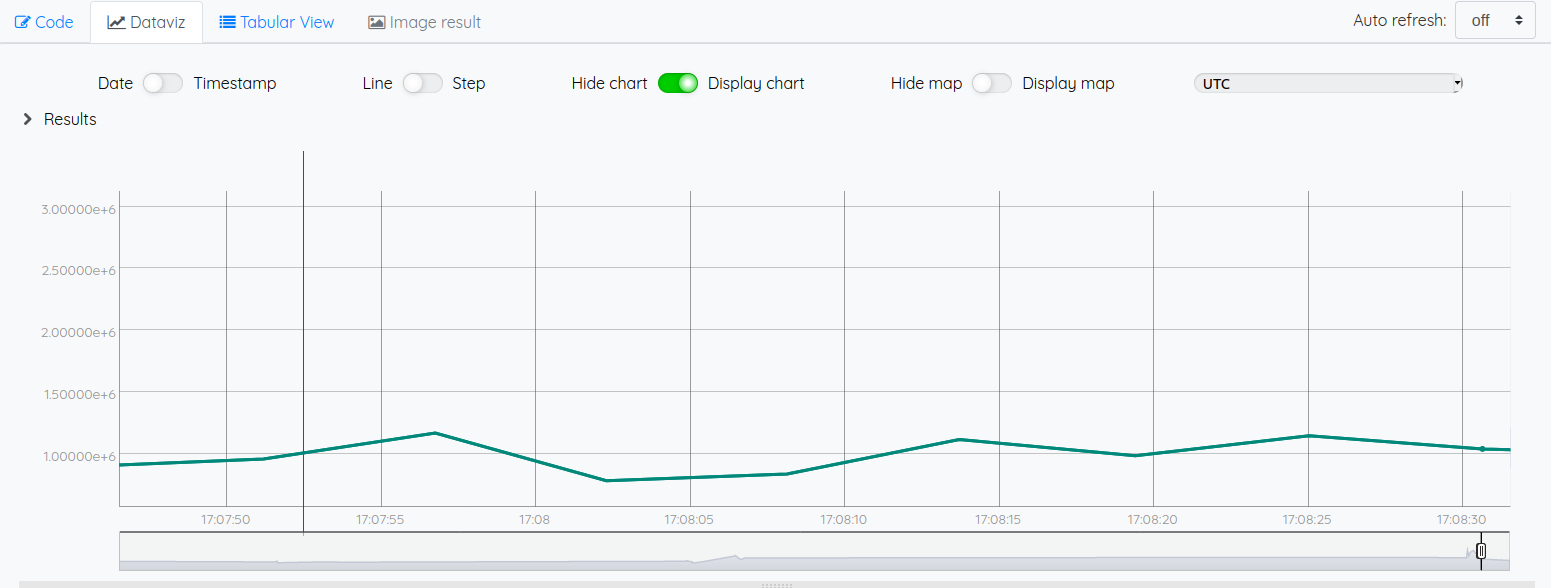 Code Dataviz Tabular View Image result Auto refresh: off
Date Timestamp Line Step Hide chart Display chart Hide map Display map UTC
Results
3.00000e+6
2.50000e+6
2.00000e+6
1.50000e+6
1.00000e+6
17:07:50 17:07:55 17:08 17:08:05 17:08:10 17:08:15 17:08:20 17:08:25 17:08:30